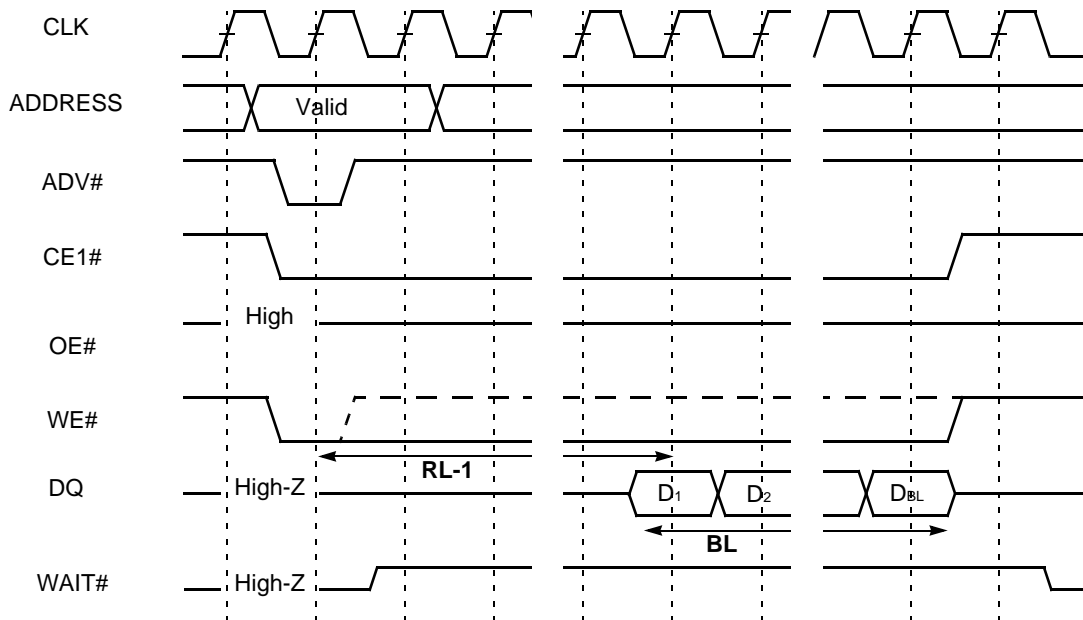 CLK
ADDRESS
Valid
ADV#
CE1#
High
OE#
WE#
RL-1
DQ
High-Z
D1
D2
DBL
BL
WAIT#
High-Z